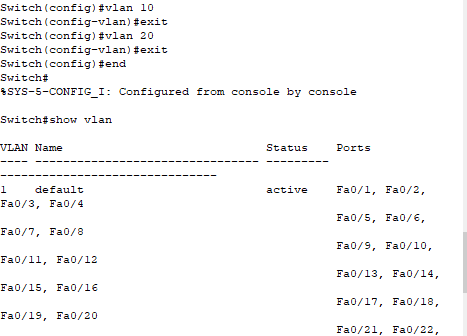 Switch(config)#vlan 10
Switch(config-vlan)#exit
Switch(config)#vlan 20
Switch(config-vlan)#exit
Switch(config)#end
Switch#
%SYS-5-CONFIG_I: Configured from console by console
Switch#show vlan
VLAN Name                             Status    Ports
---- -------------------------------- --------- -------------------------------
1    default                          active    Fa0/1, Fa0/2,
Fa0/3, Fa0/4
                                                Fa0/5, Fa0/6,
Fa0/7, Fa0/8
                                                Fa0/9, Fa0/10,
Fa0/11, Fa0/12
                                                Fa0/13, Fa0/14,
Fa0/15, Fa0/16
                                                Fa0/17, Fa0/18,
Fa0/19, Fa0/20
                                                Fa0/21, Fa0/22,